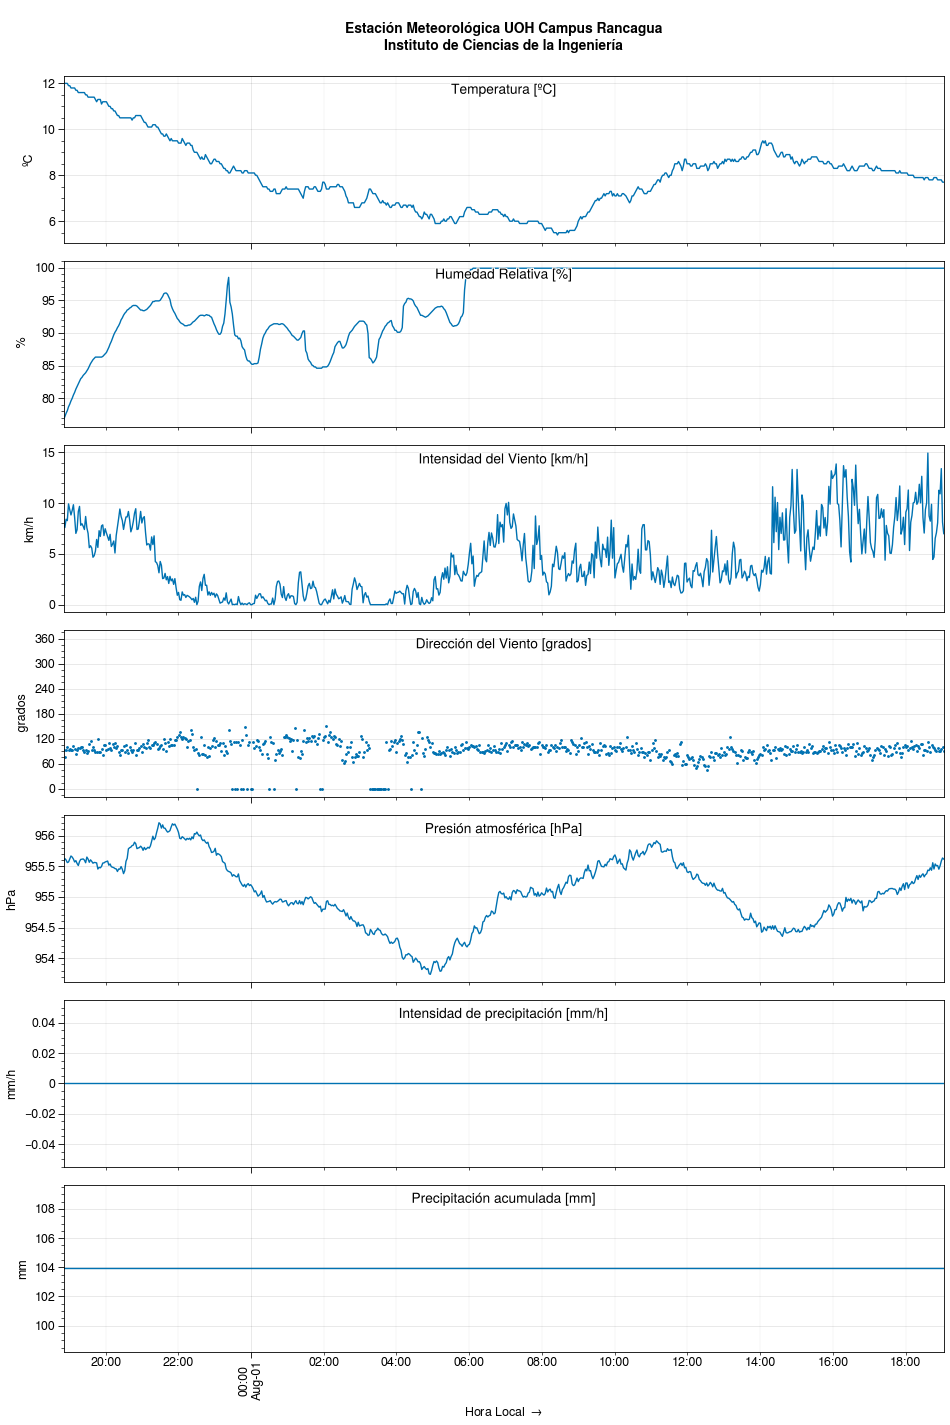 Estación Meteorológica UOH Campus Rancagua
Instituto de Ciencias de la Ingeniería
Temperatura [ºC]
12
10
8
6
ºC
Humedad Relativa [%]
100
95
90
85
80
%
Intensidad del Viento [km/h]
15
10
5
0
km/h
Dirección del Viento [grados]
360
300
240
180
120
60
0
grados
Presión atmosférica [hPa]
956
955.5
955
954.5
954
hPa
Intensidad de precipitación [mm/h]
0.04
0.02
0
−0.02
−0.04
mm/h
Precipitación acumulada [mm]
108
106
104
102
100
mm
20:00 22:00 00:00 02:00 04:00 06:00 08:00 10:00 12:00 14:00 16:00 18:00
Aug-01
Hora Local →